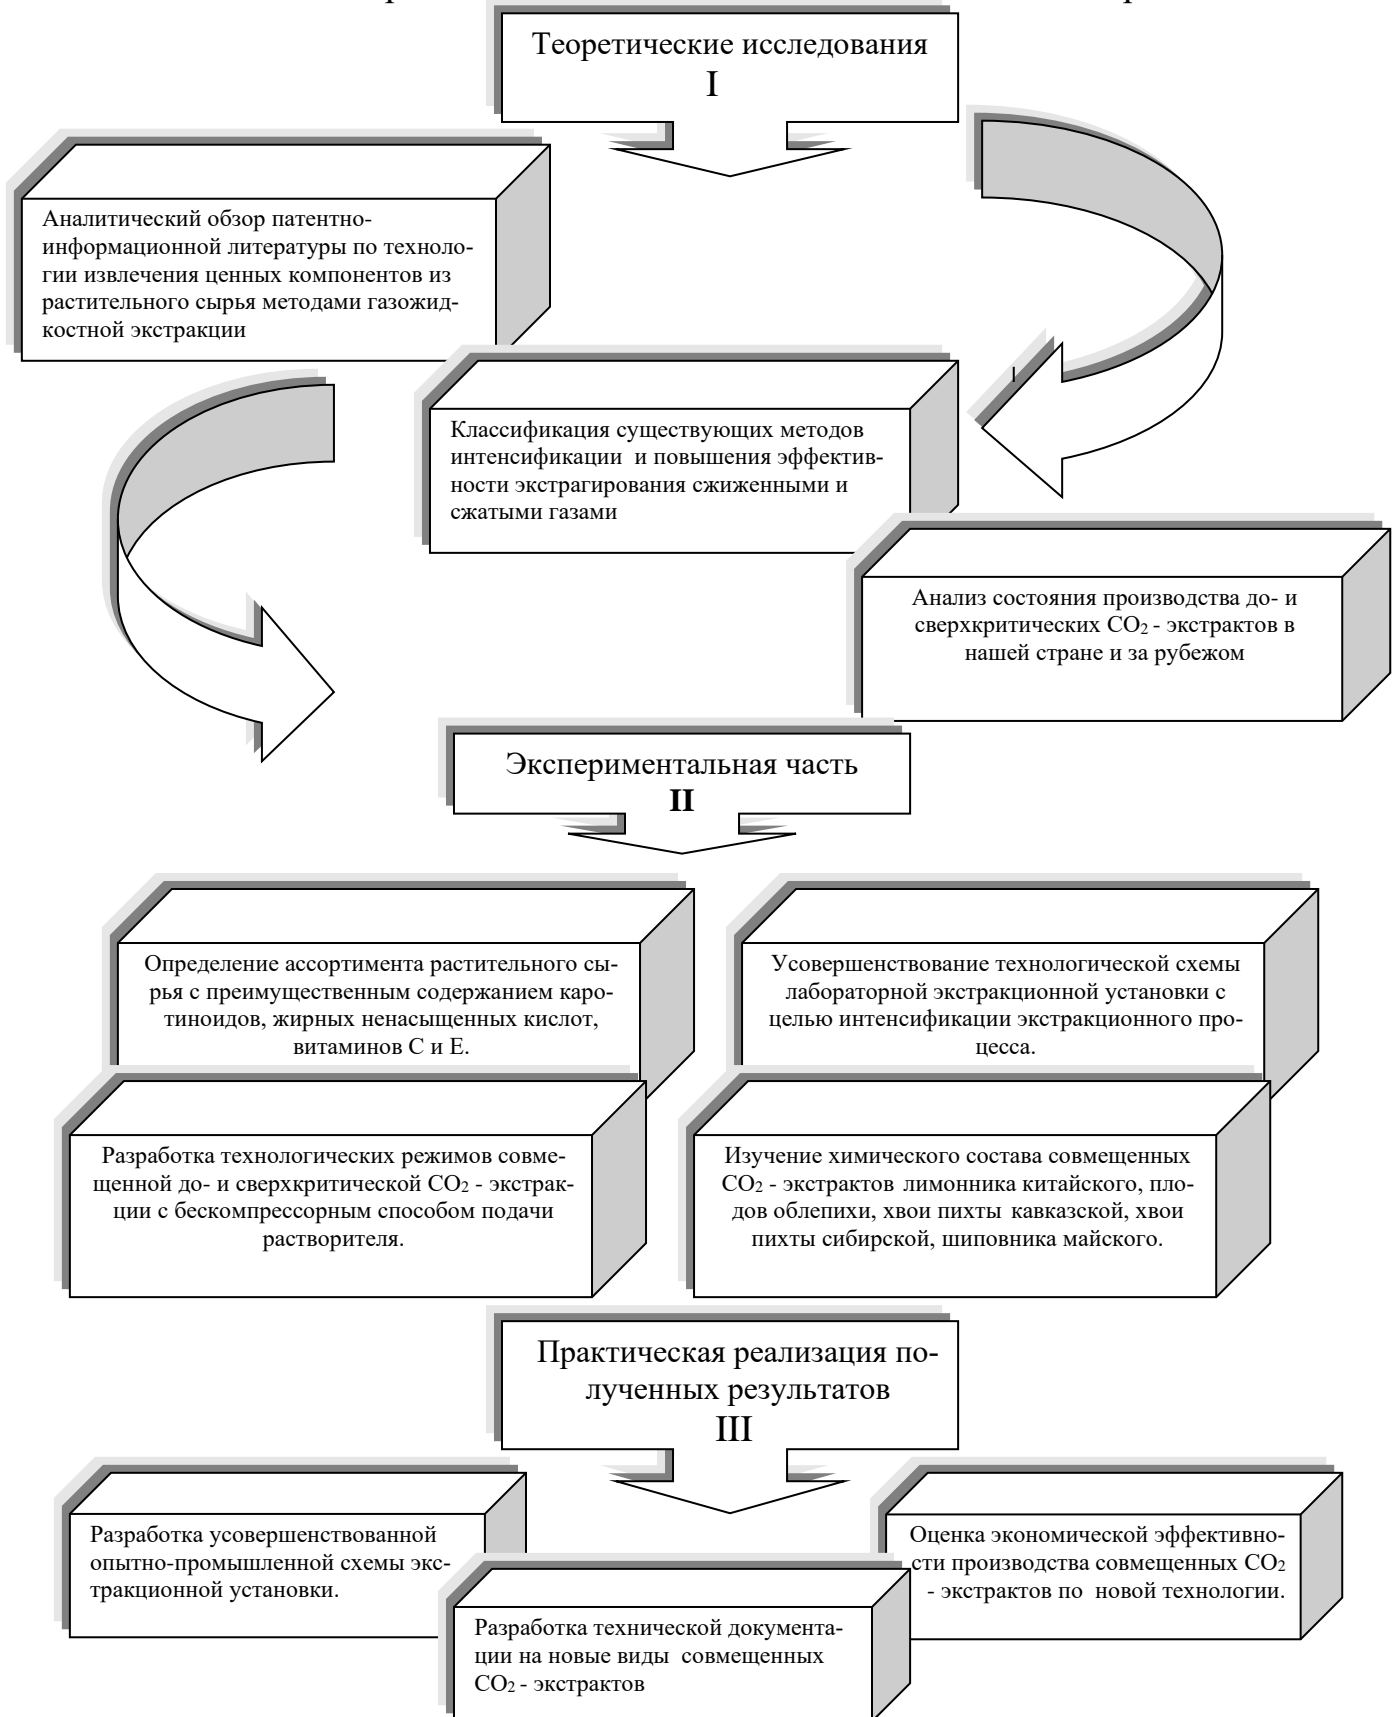 Теоретические исследования
I
Аналитический обзор патентно-
информационной литературы по техноло-
гии извлечения ценных компонентов из
растительного сырья методами газожид-
костной экстракции
Классификация существующих методов
интенсификации и повышения эффектив-
ности экстрагирования сжиженными и
сжатыми газами
Анализ состояния производства до- и
сверхкритических СО2 - экстрактов в
нашей стране и за рубежом
Экспериментальная часть
II
Определение ассортимента растительного сы-
рья с преимущественным содержанием каро-
тиноидов, жирных ненасыщенных кислот,
витаминов С и Е.
Усовершенствование технологической схемы
лабораторной экстракционной установки с
целью интенсификации экстракционного про-
цесса.
Разработка технологических режимов совме-
щенной до- и сверхкритической СО2 - экстрак-
ции с бескомпрессорным способом подачи
растворителя.
Изучение химического состава совмещенных
СО2 - экстрактов лимонника китайского, пло-
дов облепихи, хвои пихты кавказской, хвои
пихты сибирской, шиповника майского.
Практическая реализация по-
лученных результатов
III
Разработка усовершенствованной
опытно-промышленной схемы экс-
тракционной установки.
Разработка технической документа-
ции на новые виды совмещенных
СО2 - экстрактов
Оценка экономической эффективно-
сти производства совмещенных СО2
- экстрактов по новой технологии.